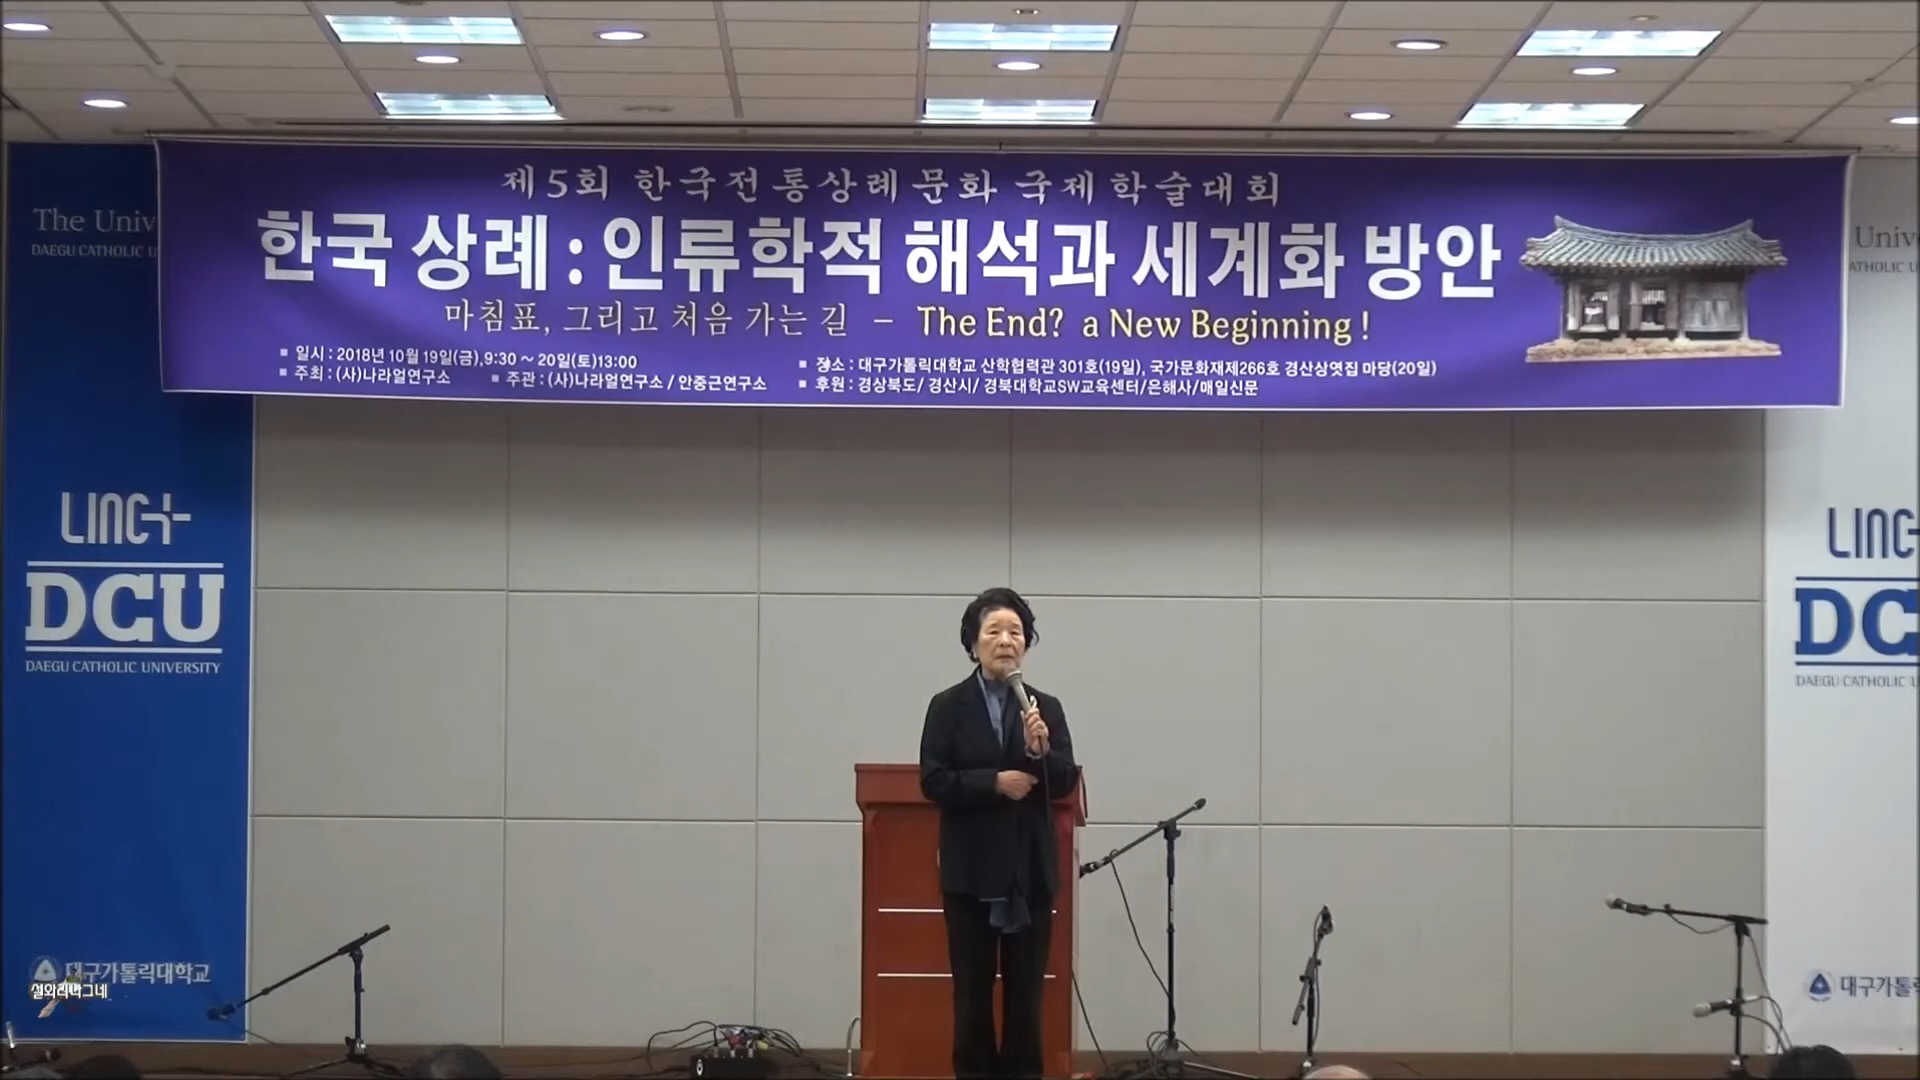 제5회 한국전통상례문화 국제학술대회
한국 상례 : 인류학적 해석과 세계화 방안
마침표, 그리고 처음 가는 길 – The End? a New Beginning !
▪ 일시 : 2018년 10월 19일(금),9:30 ~ 20일(토)13:00
▪ 장소 : 대구가톨릭대학교 산학협력관 301호(19일), 국가문화재제266호 경산상엿집 마당(20일)
▪ 주최 : (사)나라얼연구소 ▪ 주관 : (사)나라얼연구소 / 안중근연구소
▪ 후원 : 경상북도/ 경산시/ 경북대학교SW교육센터/은해사/매일신문
The Univ
DAEGU CATHOLIC U
LINC+
DCU
DAEGU CATHOLIC UNIVERSITY
대구가톨릭대학교
설화리나그네
Univ
ATHOLIC U
LINC+
DC
DAEGU CATHOLIC U
대구가톨릭